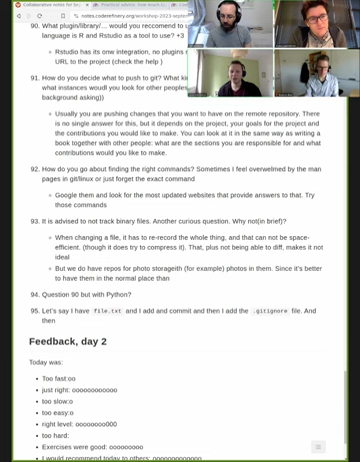 Collaborative notes for S
notes.coderefinery.org/workshop-2023-septem
90. What plugin/library/... would you reccomend to u
language is R and Rstudio as a tool to use? +3
Rstudio has its onw integration, no plugins r
URL to the project (check the help )
91. How do you decide what to push to git? What ki
what instances woudl you look for other peoples
background asking))
Usually you are pushing changes that you want to have on the remote repository. There
is no single answer for this, but it depends on the project, your goals for the project and
the contributions you would like to make. You can look at it in the same way as writing a
book together with other people: what are the sections you are responsible for and what
contributions would you like to make.
92. How do you go about finding the right commands? Sometimes I feel overwelmed by the man
pages in git/linux or just forget the exact command
Google them and look for the most updated websites that provide answers to that. Try
those commands
93. It is advised to not track binary files. Another curious question. Why not(in brief)?
When changing a file, it has to re-record the whole thing, and that can not be space-
efficient. (though it does try to compress it). That, plus not being able to diff. makes it not
ideal
But we do have repos for photo storageith (for example) photos in them. Since it's better
to have them in the normal place than
94. Question 90 but with Python?
95. Let's say I have file.txt and I add and commit and then I add the .gitignore file. And
then
Feedback, day 2
Today was:
Too fast:oo
just right: oooooooooooo
too slow:o
too easy:o
right level: oooooooo000
too hard:
Exercises were good: ooooooooo
I would recommend today to others: ooooooooooooo